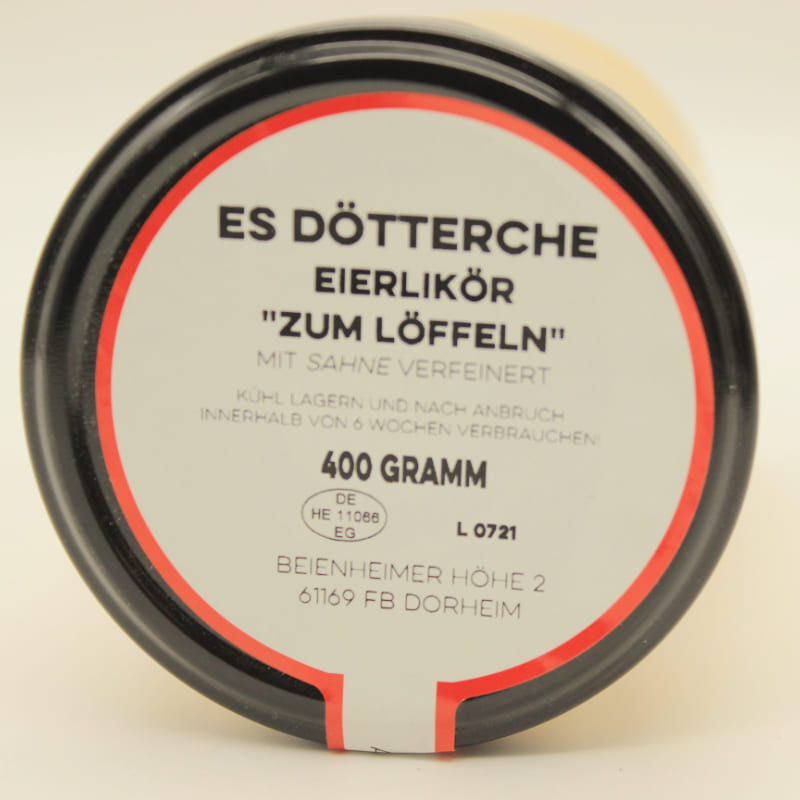 ES DÖTTERCHE
EIERLIKÖR
"ZUM LÖFFELN"
MIT SAHNE VERFEINERT
KÜHL LAGERN UND NACH ANBRUCH
INNERHALB VON 6 WOCHEN VERBRAUCHEN!
400 GRAMM
DE
HE 11066
EG
L 0721
BEIENHEIMER HÖHE 2
61169 FB DORHEIM